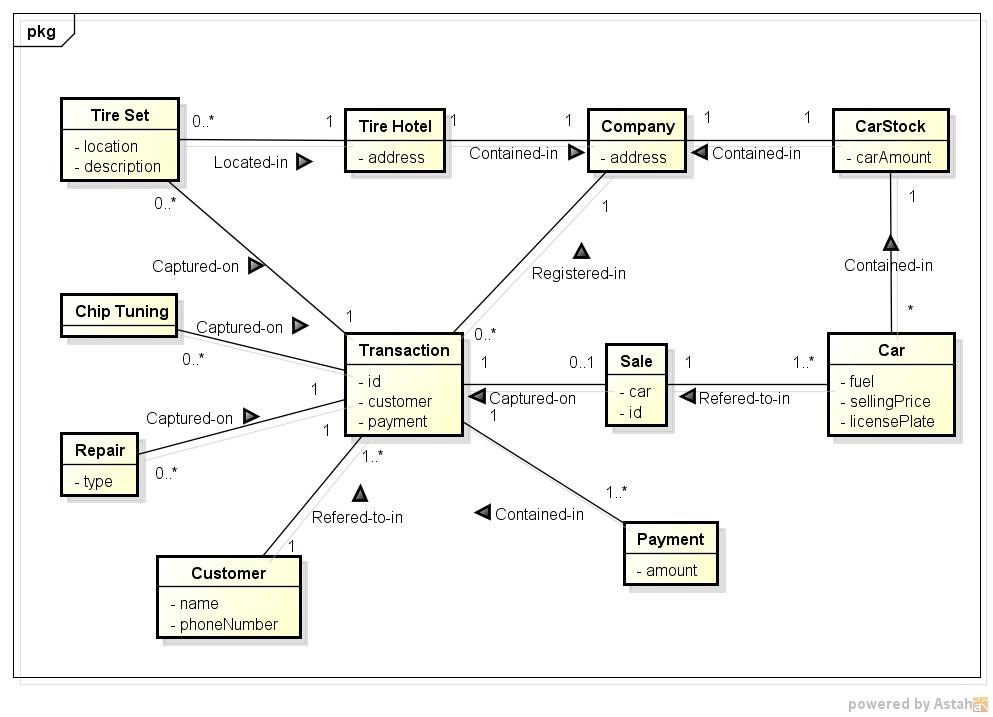 pkg
Tire Set
- location
- description
0..*
1
Located-in
Tire Hotel
- address
1
1
Contained-in
Company
- address
1
1
Contained-in
CarStock
- carAmount
0..*
Captured-on
1
1
Registered-in
0..*
1
Contained-in
*
Chip Tuning
Captured-on
0..*
1
Transaction
- id
- customer
- payment
1
0..1
Captured-on
Sale
- car
- id
1
1..*
Refered-to-in
Car
- fuel
- sellingPrice
- licensePlate
Captured-on
1
0..*
Repair
- type
1..*
Refered-to-in
1
Customer
- name
- phoneNumber
1
1..*
Contained-in
Payment
- amount
powered by Astah